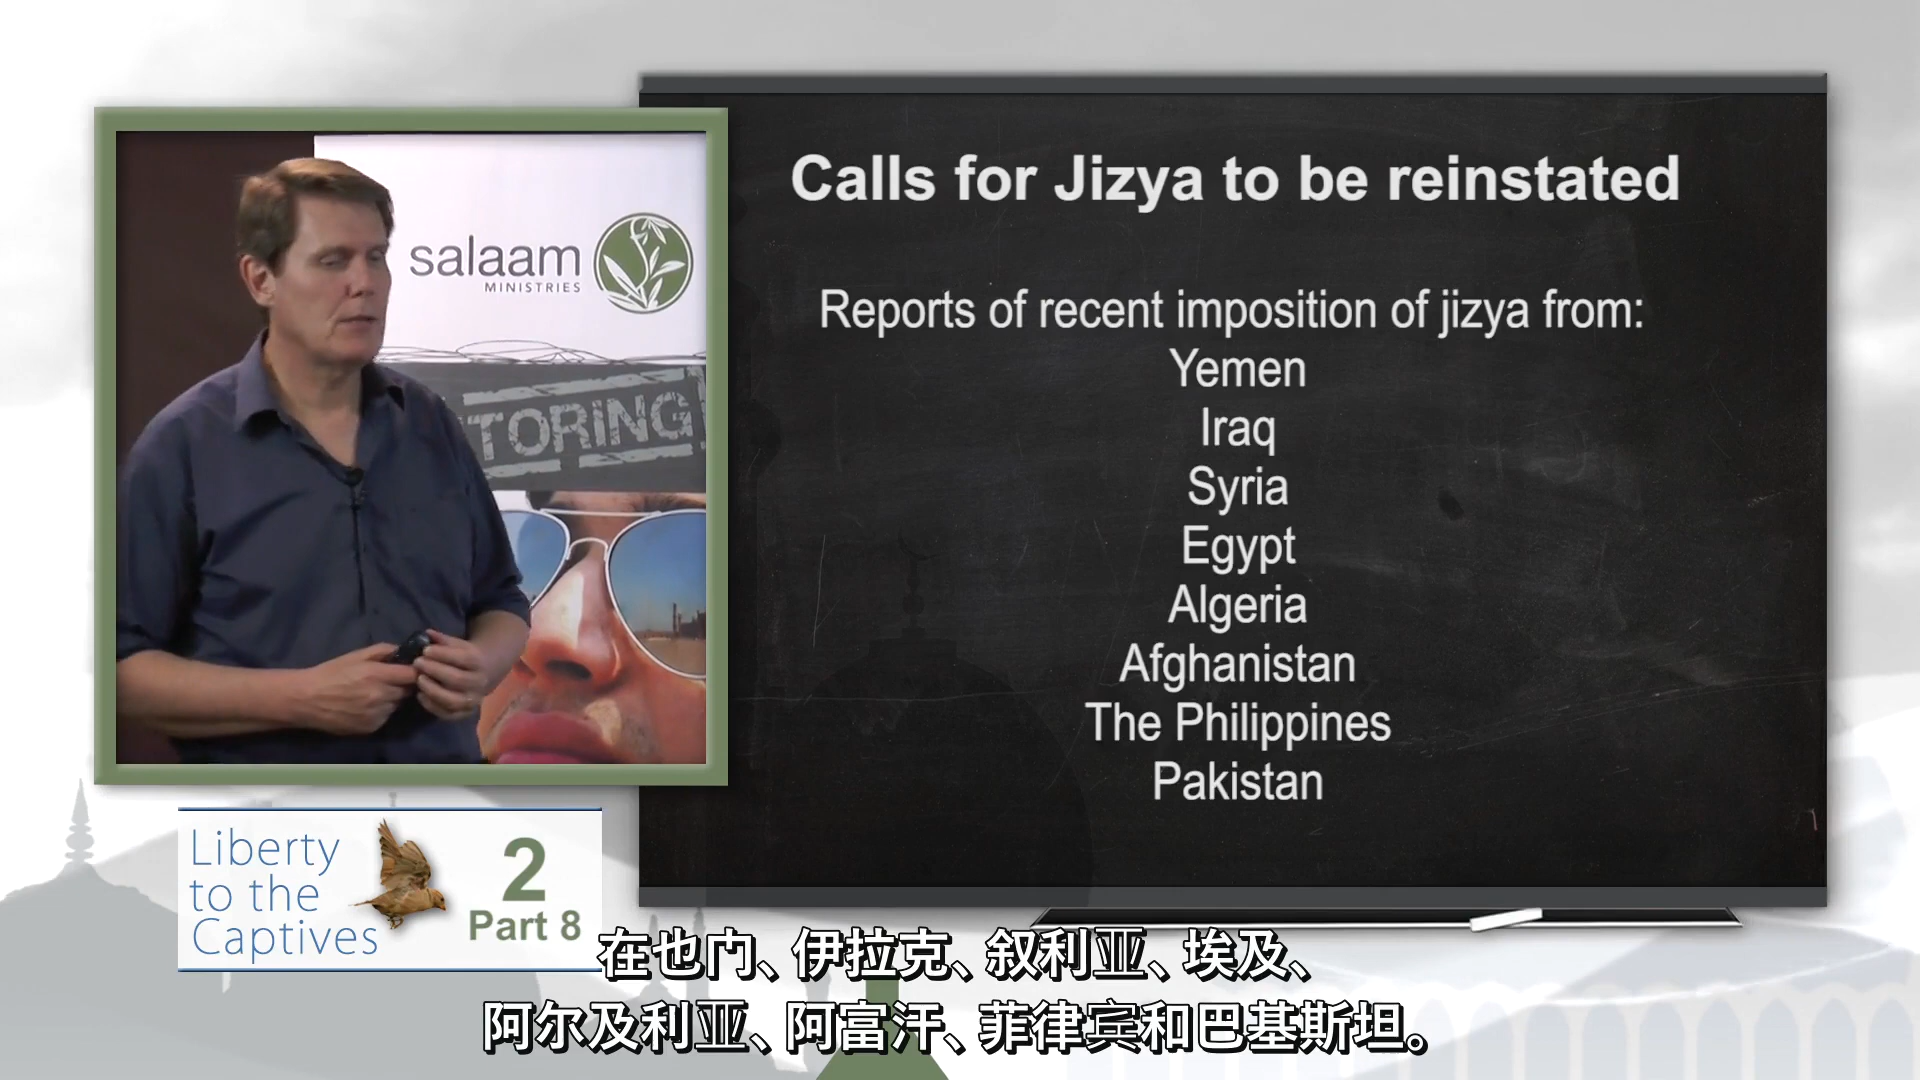 salaam
MINISTRIES
TORING
Calls for Jizya to be reinstated
Reports of recent imposition of jizya from:
Yemen
Iraq
Syria
Egypt
Algeria
Afghanistan
The Philippines
Pakistan
Liberty
to the
Captives
2
Part 8
在也门、伊拉克、叙利亚、埃及、
阿尔及利亚、阿富汗、菲律宾和巴基斯坦。